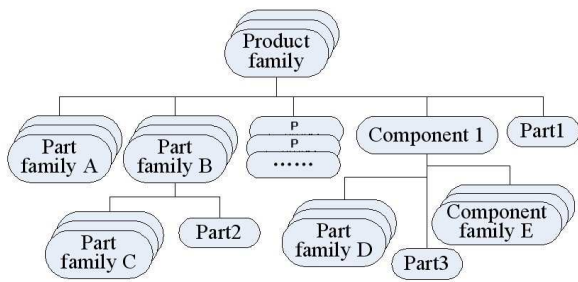 Product
family
Part
family A
Part
family B
P
P
......
Component 1
Part1
Part
family C
Part2
Part
family D
Part3
Component
family E